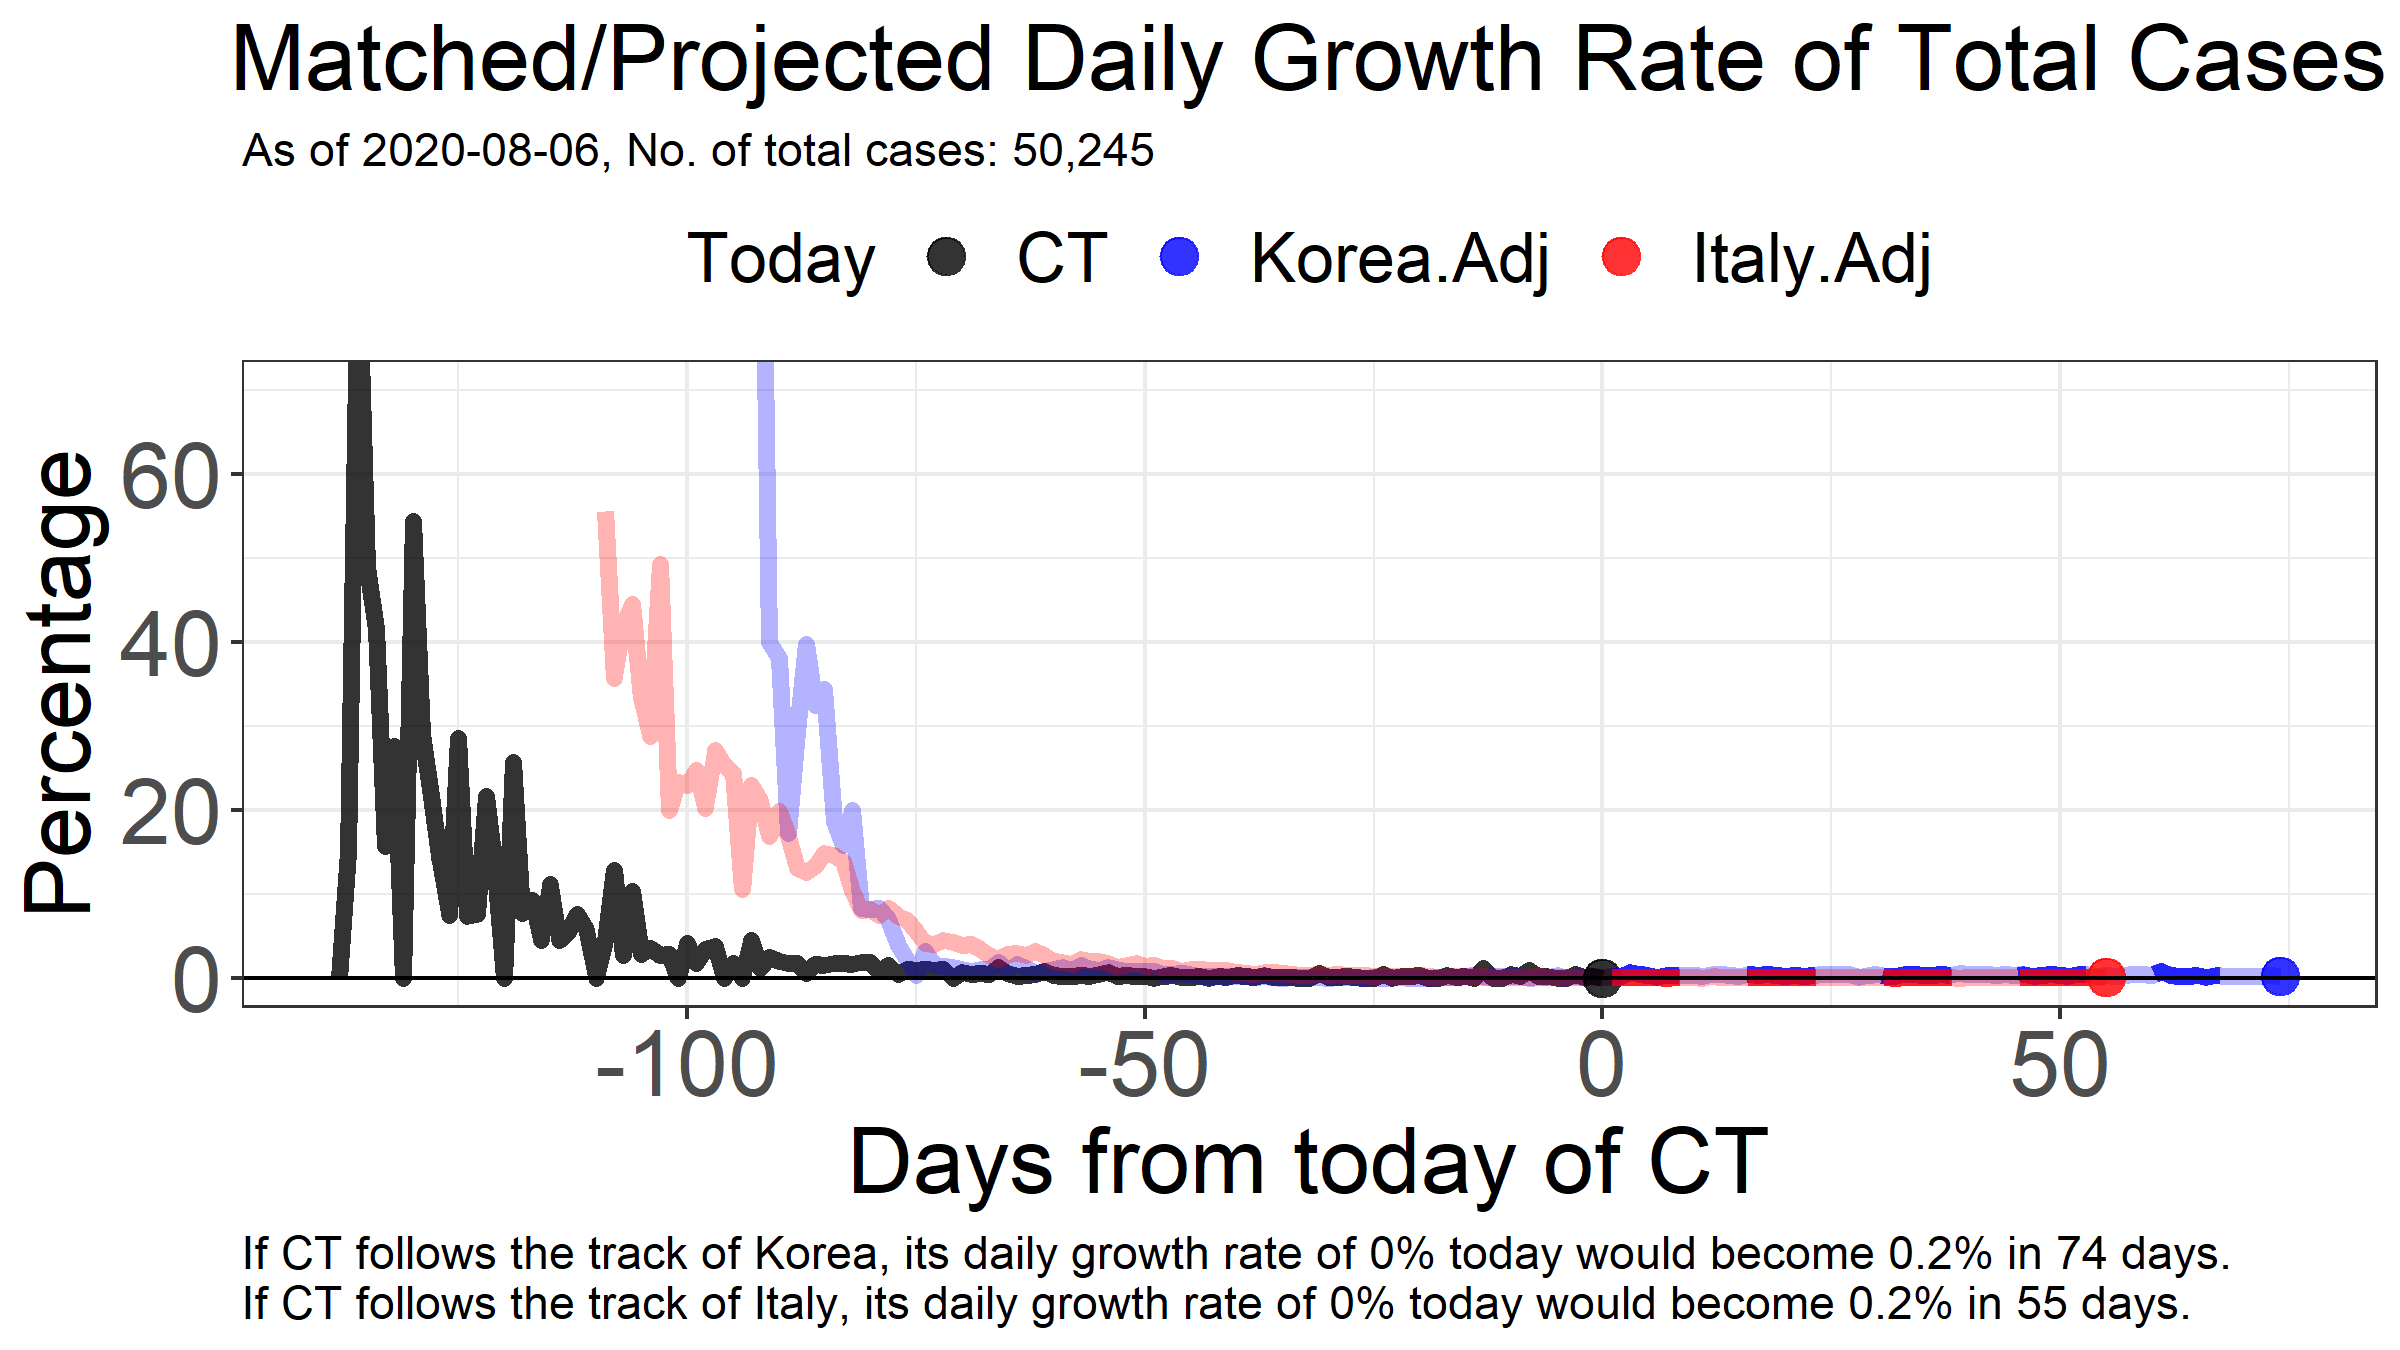 Matched/Projected Daily Growth Rate of Total Cases
As of 2020-08-06, No. of total cases: 50,245
Today CT Korea.Adj Italy.Adj
Percentage
60
40
20
0
-100 -50 0 50
Days from today of CT
If CT follows the track of Korea, its daily growth rate of 0% today would become 0.2% in 74 days.
If CT follows the track of Italy, its daily growth rate of 0% today would become 0.2% in 55 days.